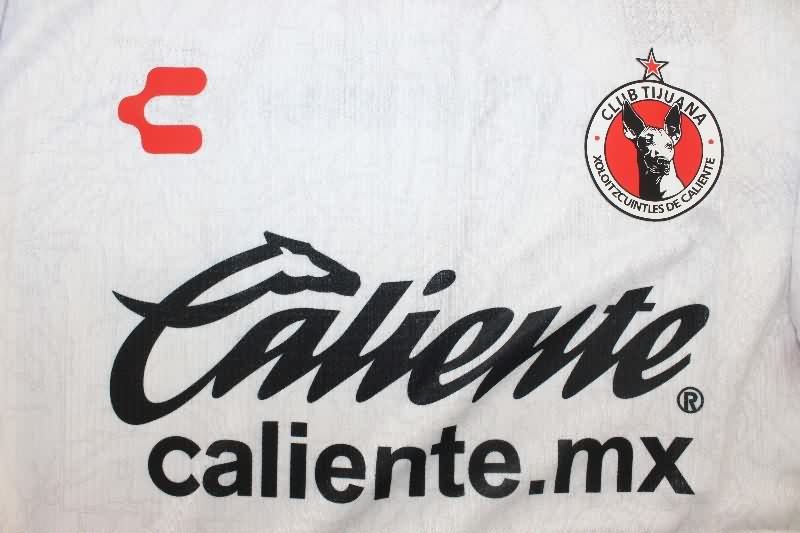 CLUB TIJUANA
XOLOITZCUINTLES DE CALIENTE
Caliente®
caliente.mx